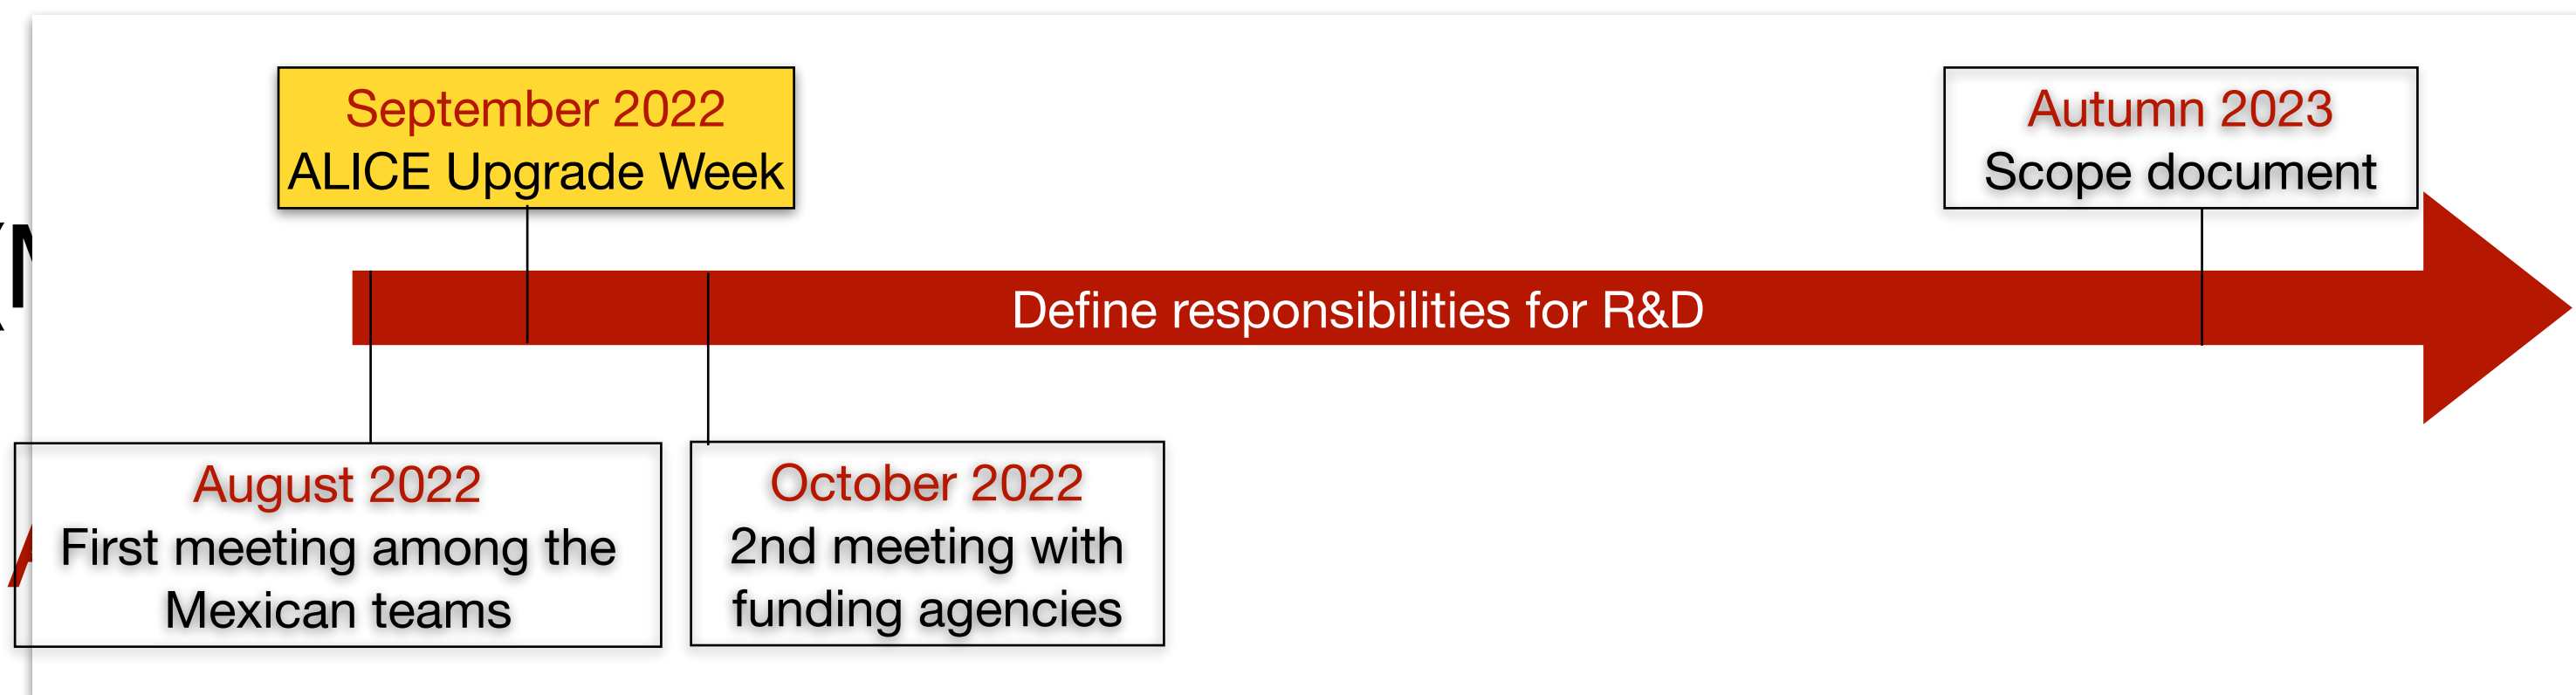 September 2022
ALICE Upgrade Week
Autumn 2023
Scope document
Define responsibilities for R&D
August 2022
First meeting among the
Mexican teams
October 2022
2nd meeting with
funding agencies